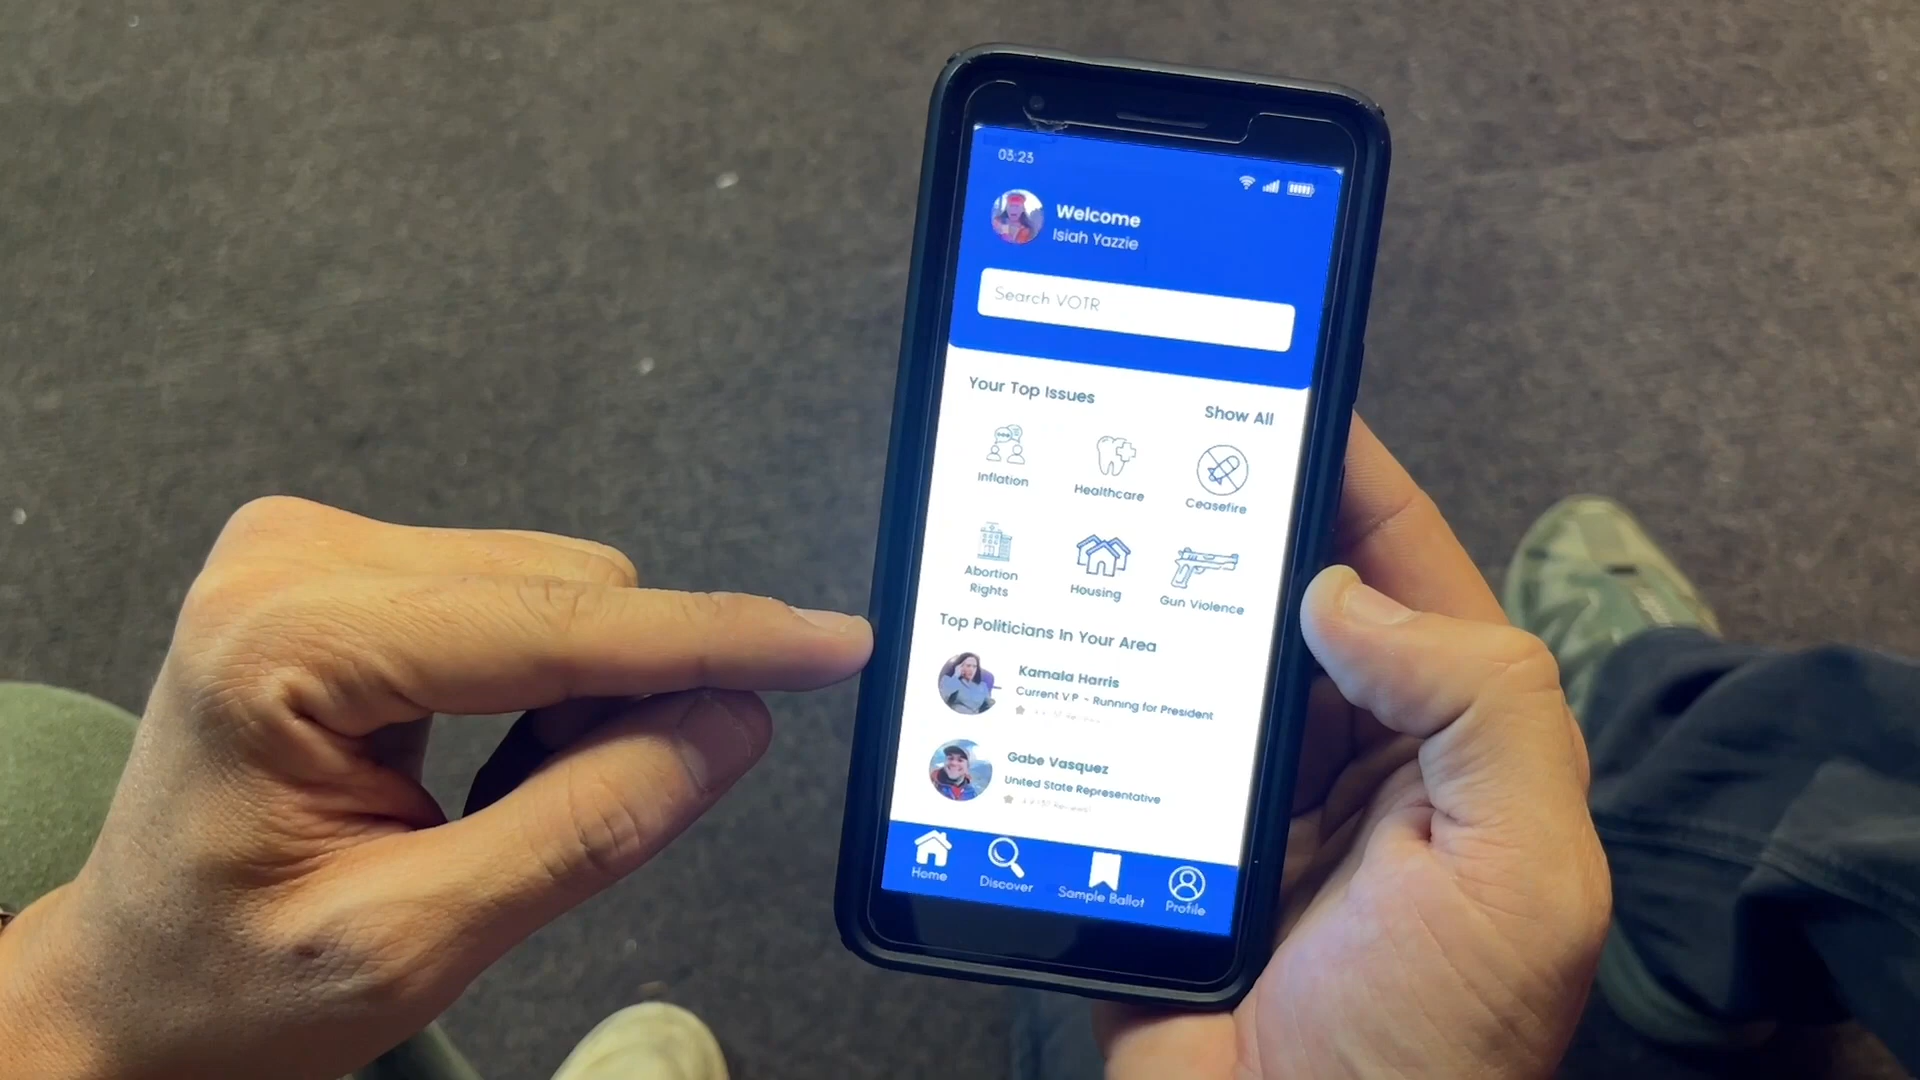 03:23
Welcome
Isiah Yazzie
Search VOTR
Your Top Issues
Show All
Inflation
Healthcare
Ceasefire
Abortion
Rights
Housing
Gun Violence
Top Politicians In Your Area
Kamala Harris
Current V.P. - Running for President
Gabe Vasquez
United State Representative
Home
Discover
Sample Ballot
Profile